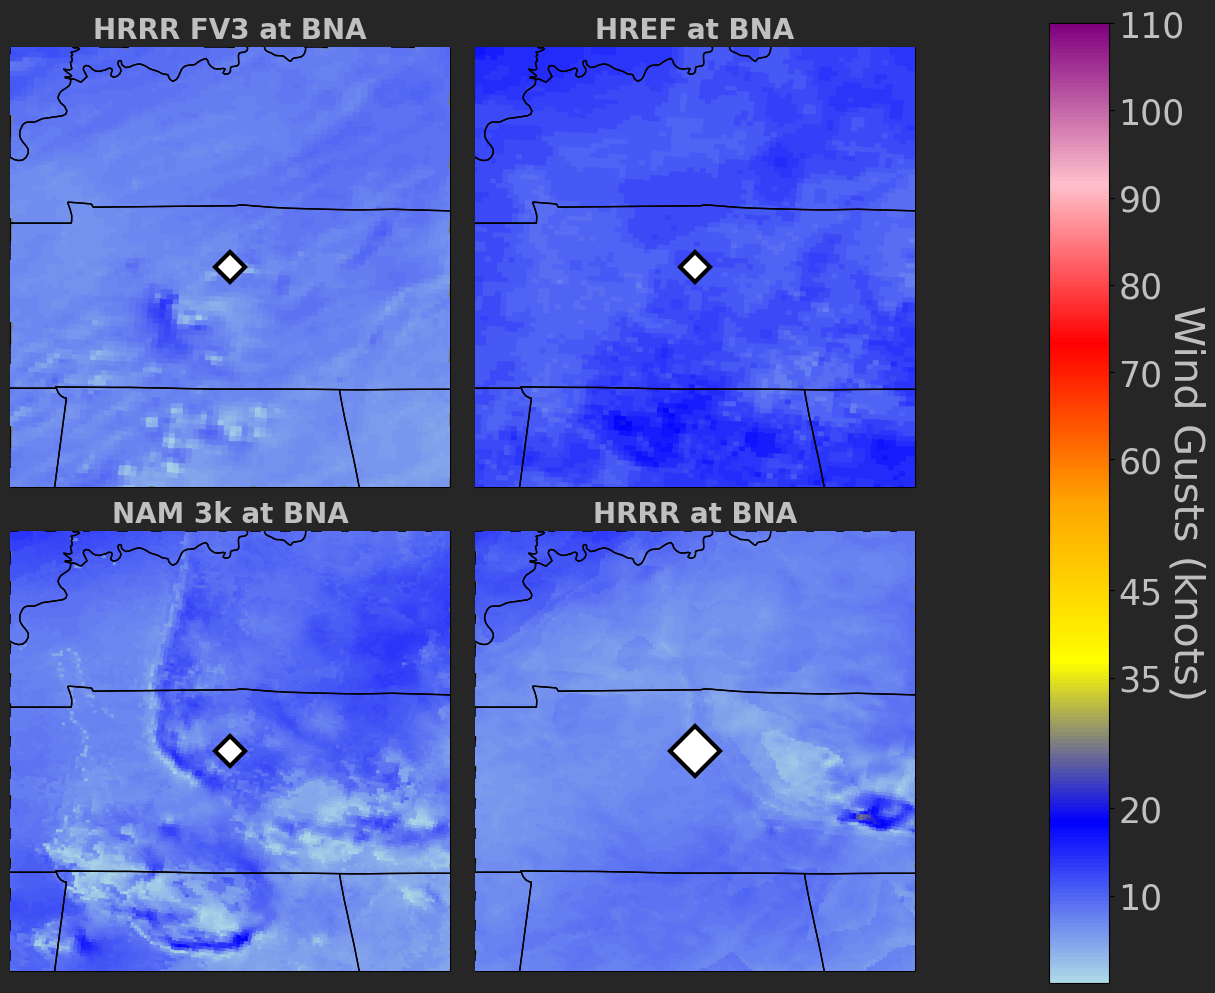 HRRR FV3 at BNA
HREF at BNA
NAM 3k at BNA
HRRR at BNA
110
100
90
80
70
60
45
35
20
10
Wind Gusts (knots)